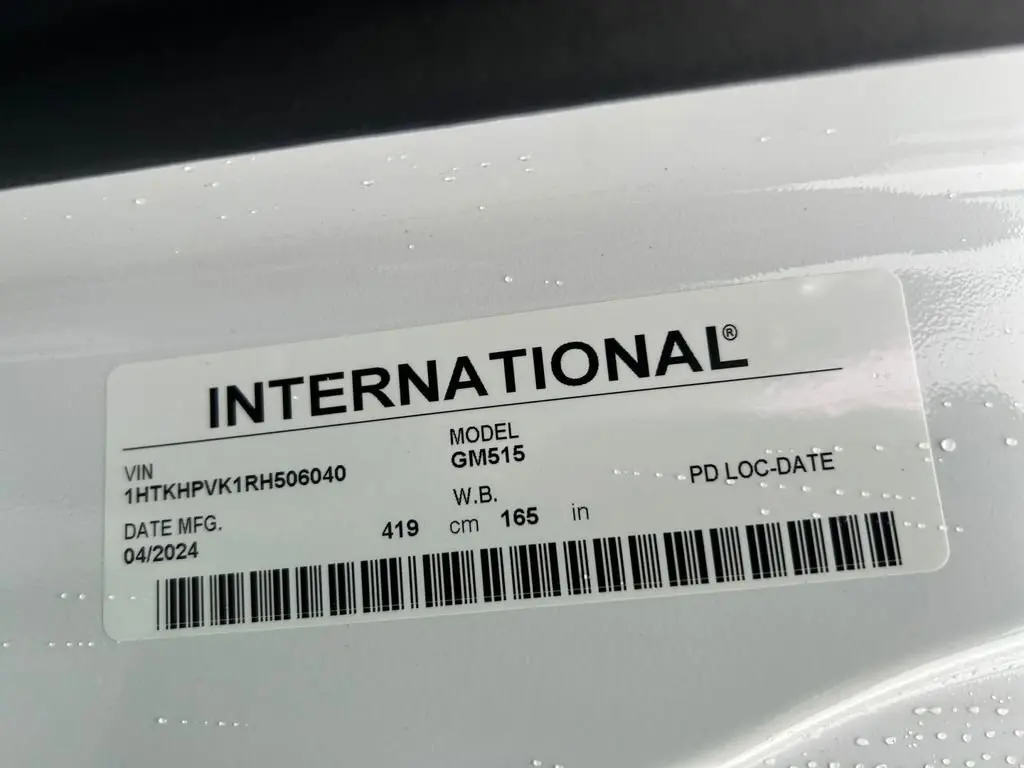 INTERNATIONAL®
VIN
1HTKHPVK1RH506040
MODEL
GM515
DATE MFG.
04/2024
W.B.
419 cm 165 in
PD LOC-DATE